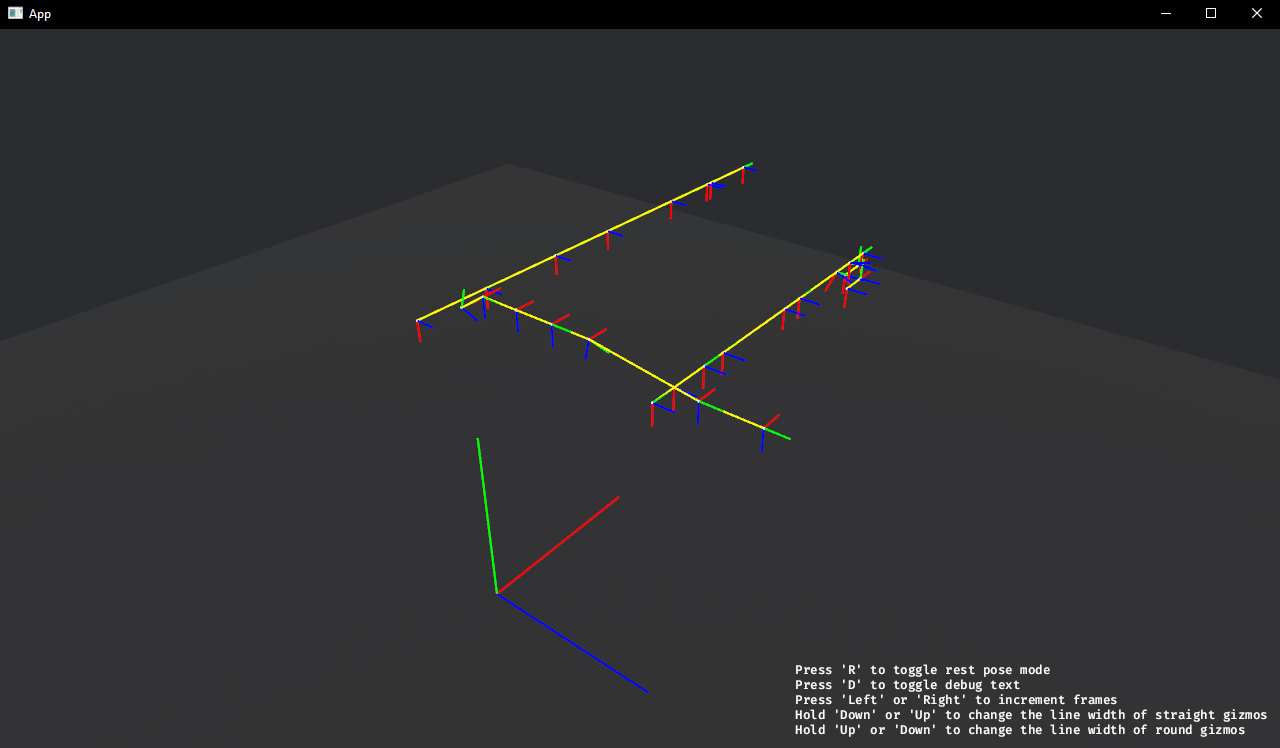 App
Press 'R' to toggle rest pose mode
Press 'D' to toggle debug text
Press 'Left' or 'Right' to increment frames
Hold 'Down' or 'Up' to change the line width of straight gizmos
Hold 'Up' or 'Down' to change the line width of round gizmos